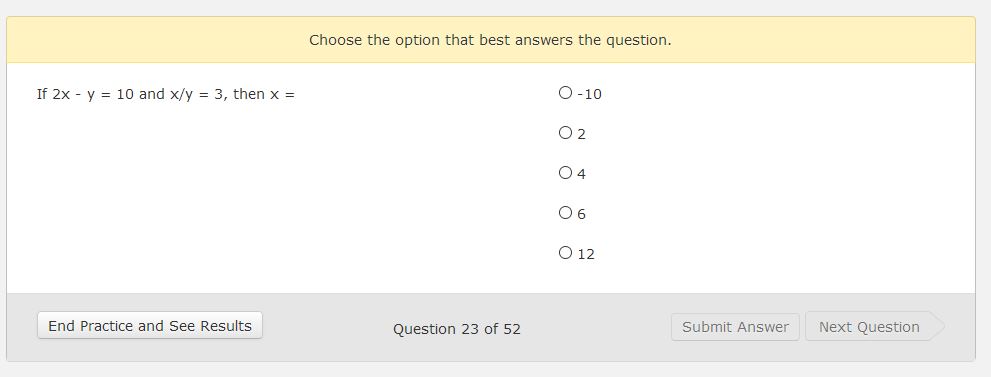 Choose the option that best answers the question.
If 2x - y = 10 and x/y = 3, then x =
-10
2
4
6
12
End Practice and See Results
Question 23 of 52
Submit Answer
Next Question